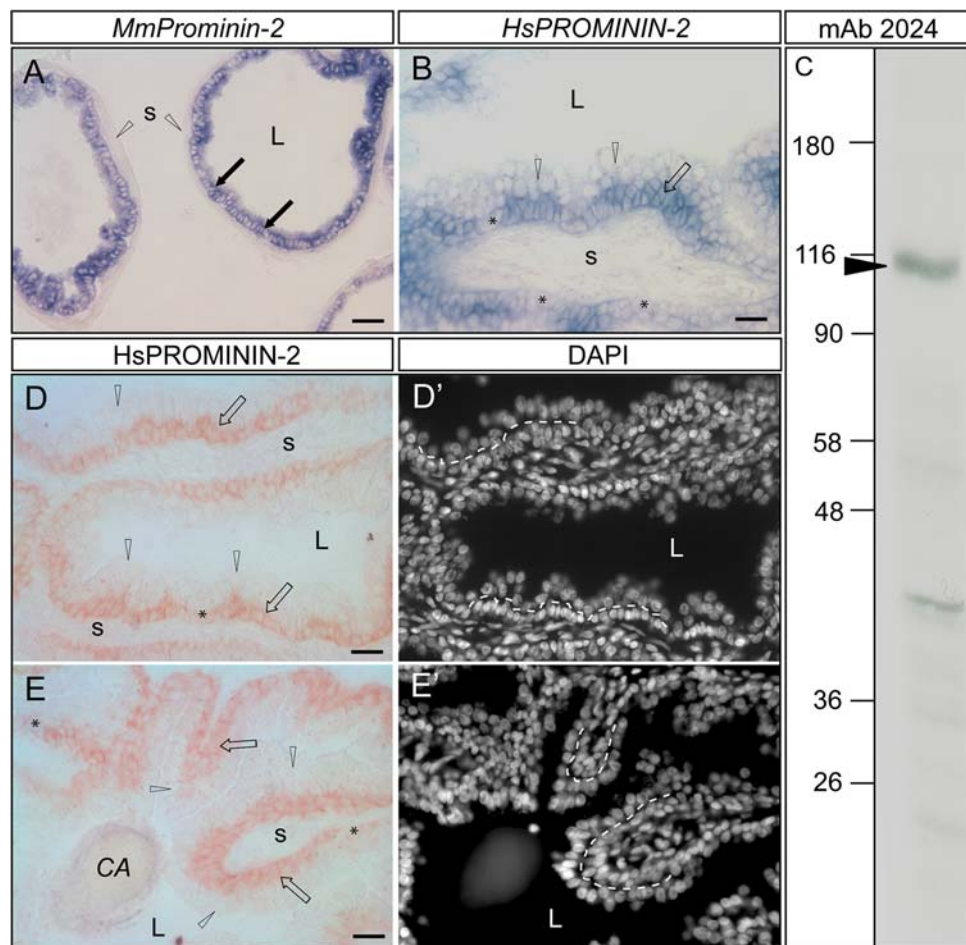 MmProminin-2
HsPROMININ-2
mAb 2024
A
s
L
B
L
*
s
* *
C
180
116
90
58
48
36
26
HsPROMININ-2
DAPI
D
s
L
*
s
D'
L
E
*
s
*
CA
L
E'
L